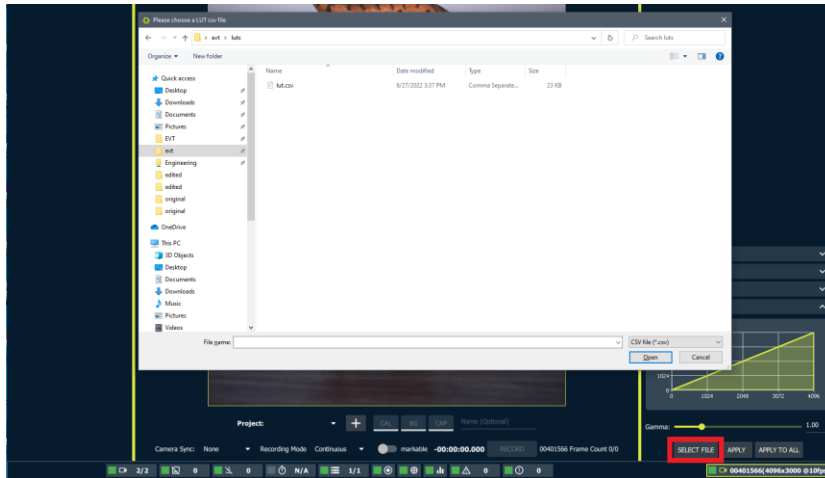 Please choose a LUT csv file
evt › luts
Search luts
Organize
New folder
Quick access
Desktop
Downloads
Documents
Pictures
EVT
evt
Engineering
edited
edited
original
original
OneDrive
This PC
3D Objects
Desktop
Documents
Downloads
Music
Pictures
Videos
Name Date modified Type Size
lut.csv 6/27/2022 3:37 PM Comma Separate... 23 KB
File name:
CSV file (*.csv)
Open Cancel
1024
0
0 1024 2048 3072 4096
Gamma: 1.00
SELECT FILE APPLY APPLY TO ALL
Project: + CAL BG CAP Name (Optional)
Camera Sync: None Recording Mode Continuous markable -00:00:00.000 RECORD 00401566 Frame Count 0/0
2/2 0 0 N/A 1/1 0 0 00401566(4096x3000 @10fp